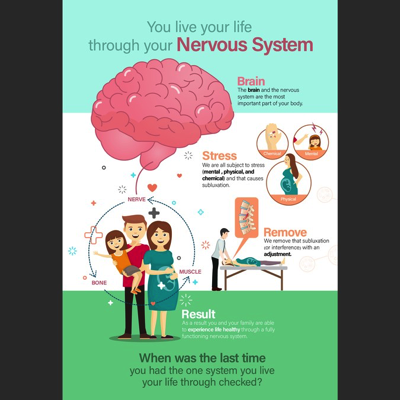 You live your life
through your Nervous System
Brain
The brain and the nervous
system are the most
important part of your body.
Stress
We are all subject to stress
(mental , physical, and
chemical) and that causes
subluxation.
Chemical
Mental
Physical
NERVE
BONE
MUSCLE
Remove
We remove that subluxation
(or interference) with an
adjustment.
Result
As a result you and your family are able
to experience life healthy through a fully
functioning nervous system.
When was the last time
you had the one system you live
your life through checked?